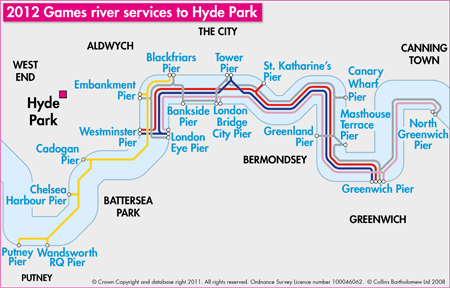 2012 Games river services to Hyde Park
THE CITY
ALDWYCH
CANNING
TOWN
WEST
END
Blackfriars
Pier
Tower
Pier
St. Katharine's
Pier
Canary
Wharf
Pier
Embankment
Pier
Hyde
Park
Bankside
Pier
London
Bridge
City Pier
Masthouse
Terrace
Pier
North
Greenwich
Pier
Westminster
Pier
London
Eye Pier
Greenland
Pier
Cadogan
Pier
BERMONDSEY
Chelsea
Harbour Pier
Greenwich Pier
BATTERSEA
PARK
GREENWICH
Putney
Pier
Wandsworth
RQ Pier
PUTNEY
© Crown Copyright and database right 2011. All rights reserved. Ordnance Survey Licence number 100046062. © Collins Bartholomew Ltd 2008